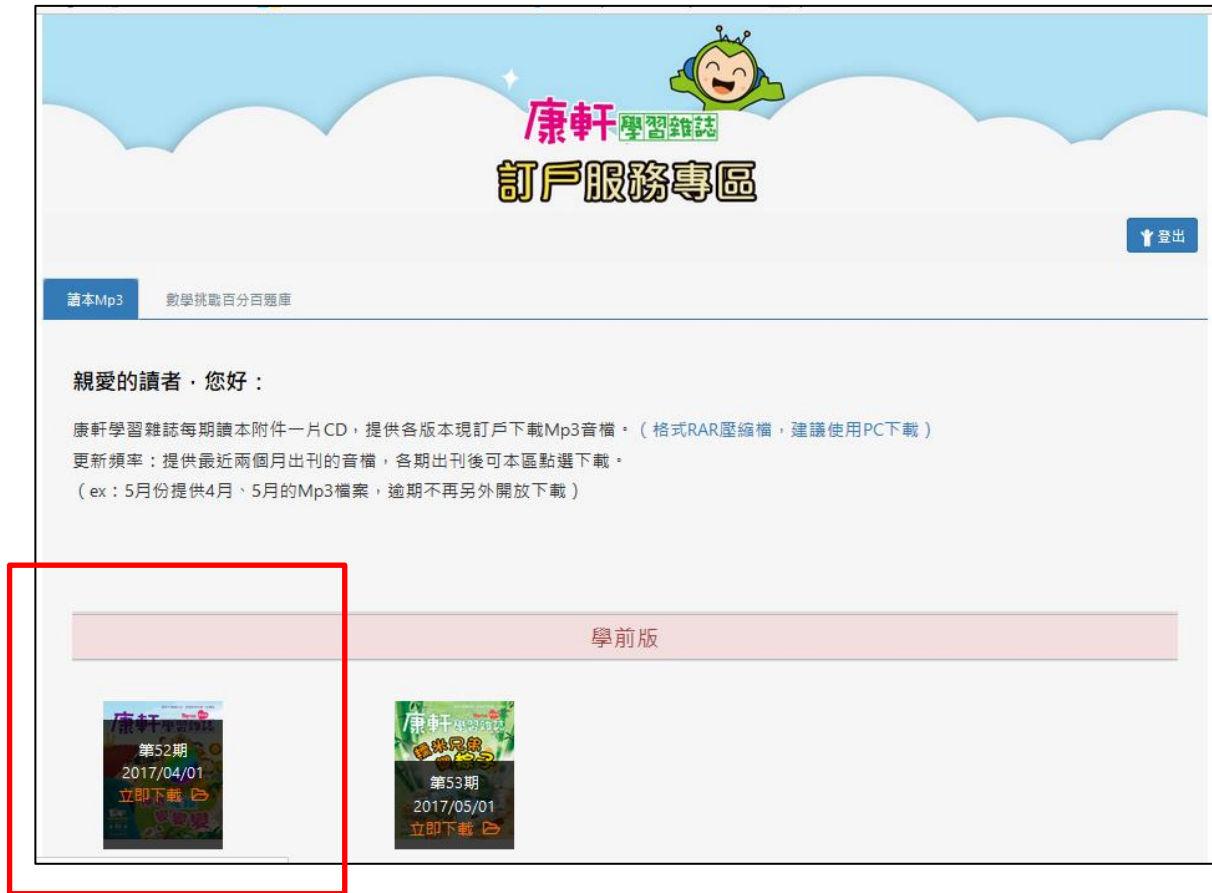 康軒學習雜誌
訂戶服務專區
登出
讀本Mp3 數學挑戰百分百題庫
親愛的讀者，您好：
康軒學習雜誌每期讀本附件一片CD，提供各版本現訂戶下載Mp3音檔。（格式RAR壓縮檔，建議使用PC下載）
更新頻率：提供最近兩個月出刊的音檔，各期出刊後可本區點選下載。
（ex：5月份提供4月、5月的Mp3檔案，逾期不再另外開放下載）
學前版
康軒學習雜誌
第52期
2017/04/01
立即下載
康軒學習雜誌
第53期
2017/05/01
立即下載